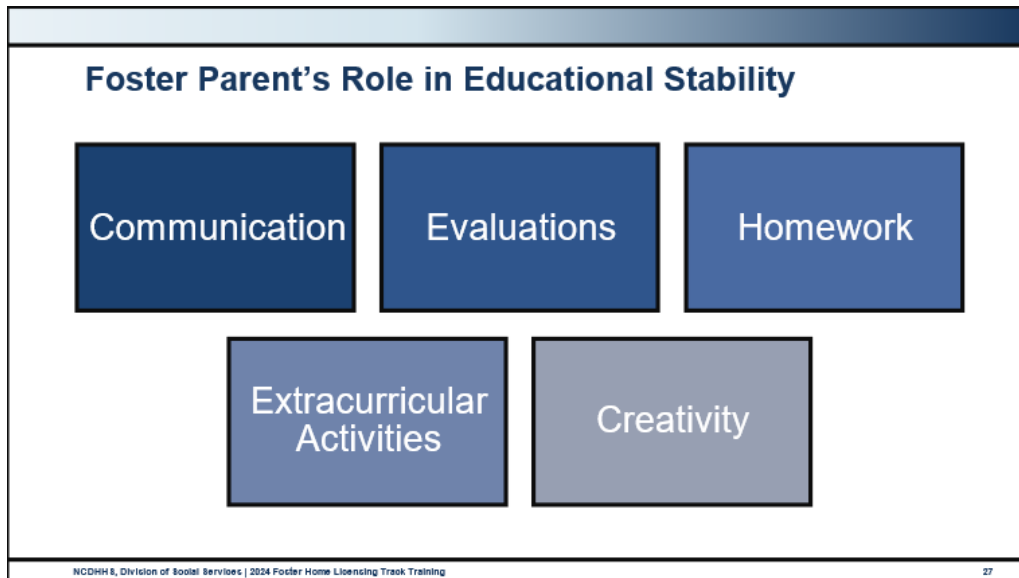 Foster Parent's Role in Educational Stability
Communication
Evaluations
Homework
Extracurricular
Activities
Creativity
NCDHHS, Division of Social Services | 2024 Foster Home Licensing Track Training
27